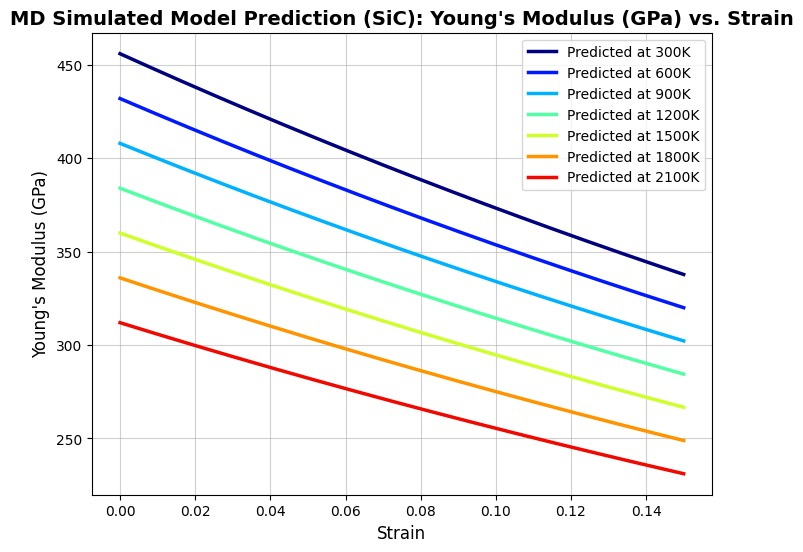 MD Simulated Model Prediction (SiC): Young's Modulus (GPa) vs. Strain
Predicted at 300K
Predicted at 600K
Predicted at 900K
Predicted at 1200K
Predicted at 1500K
Predicted at 1800K
Predicted at 2100K
Young's Modulus (GPa)
450
400
350
300
250
0.00 0.02 0.04 0.06 0.08 0.10 0.12 0.14
Strain